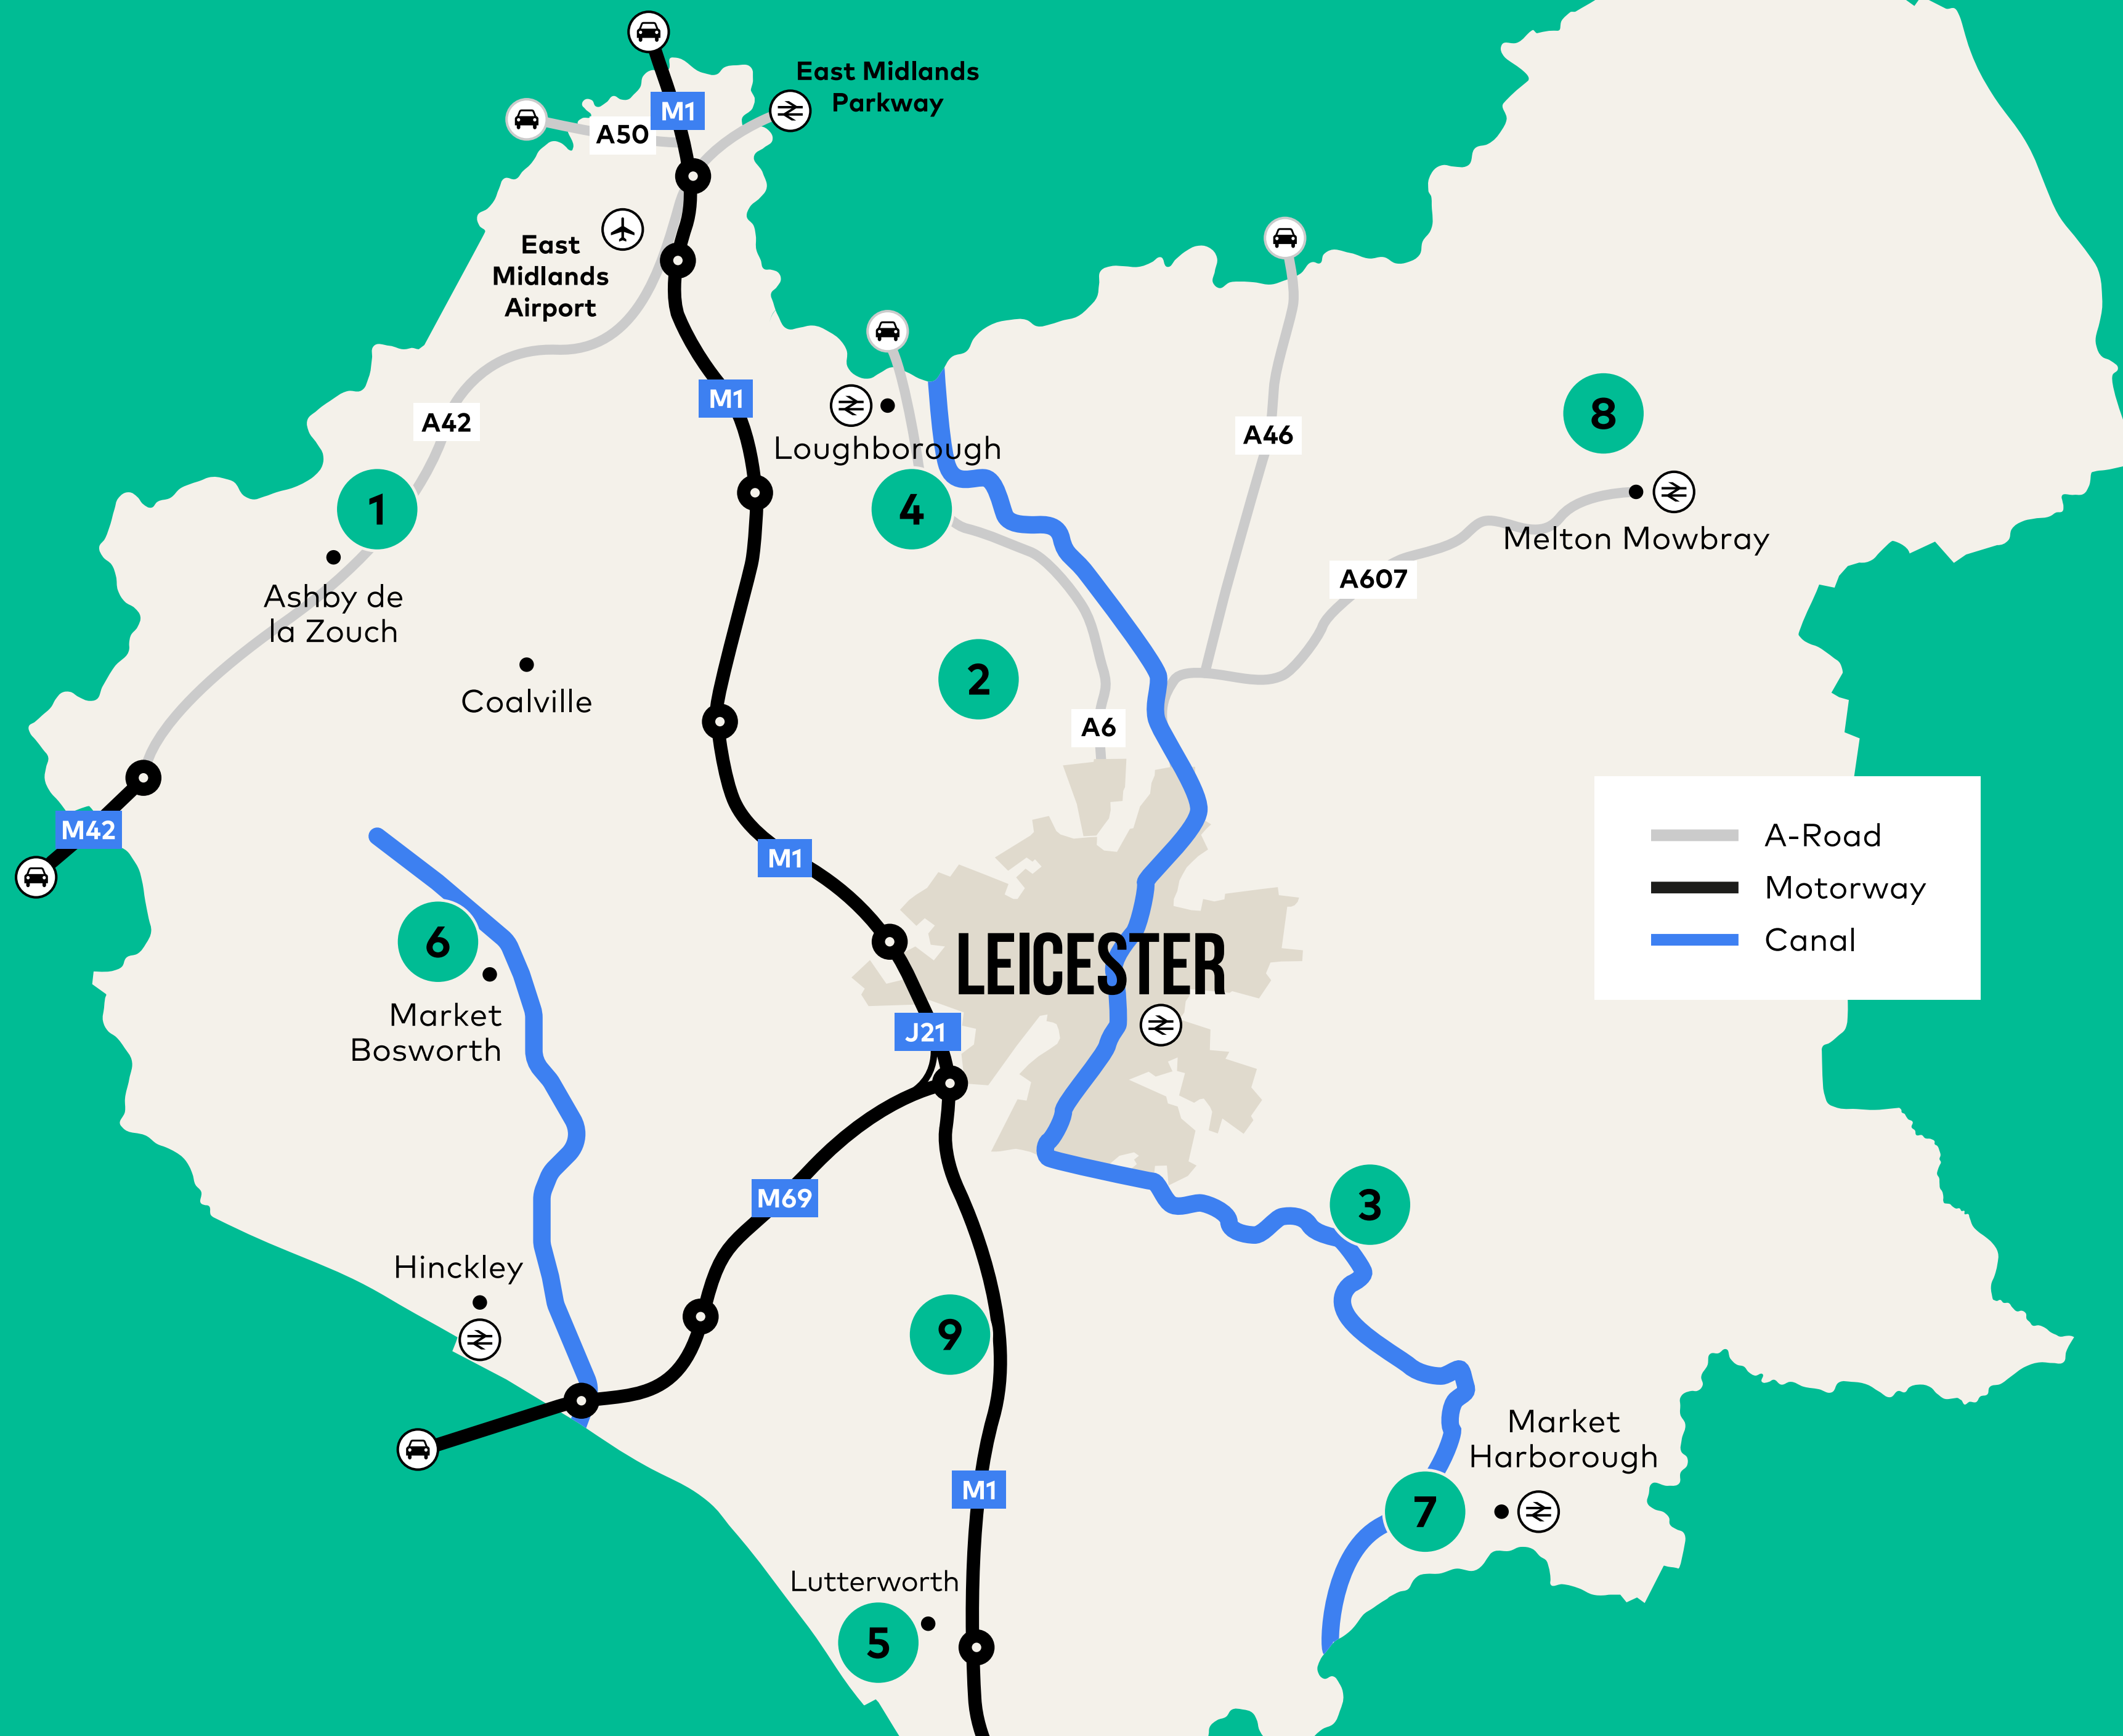 East Midlands
Parkway
M1
A50
East
Midlands
Airport
M1
A42
Loughborough
A46
8
1
4
Melton Mowbray
A607
Ashby de
la Zouch
Coalville
2
A6
M42
A-Road
Motorway
Canal
M1
6
LEICESTER
Market
Bosworth
J21
M69
3
Hinckley
9
Market
Harborough
M1
7
Lutterworth
5